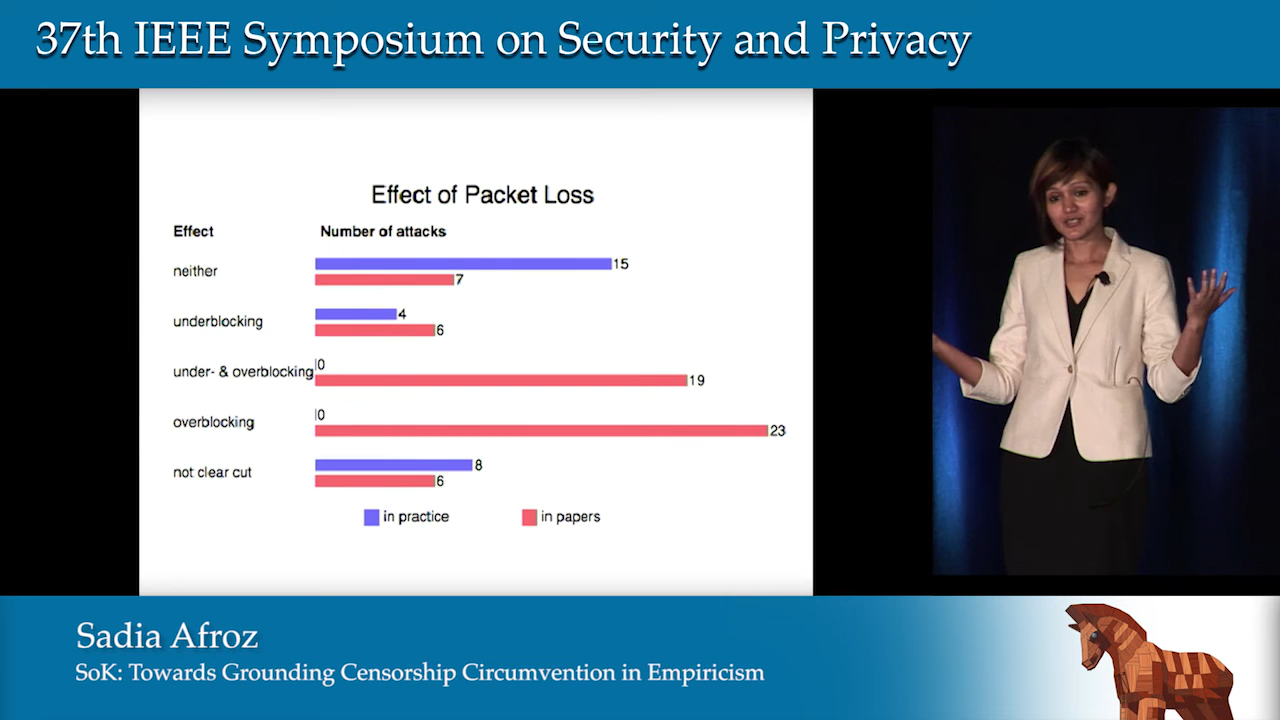 37th IEEE Symposium on Security and Privacy
Effect of Packet Loss
Effect Number of attacks
neither 15
7
underblocking 4
6
under- & overblocking 0
19
overblocking 0
23
not clear cut 8
6
in practice in papers
Sadia Afroz
SoK: Towards Grounding Censorship Circumvention in Empiricism